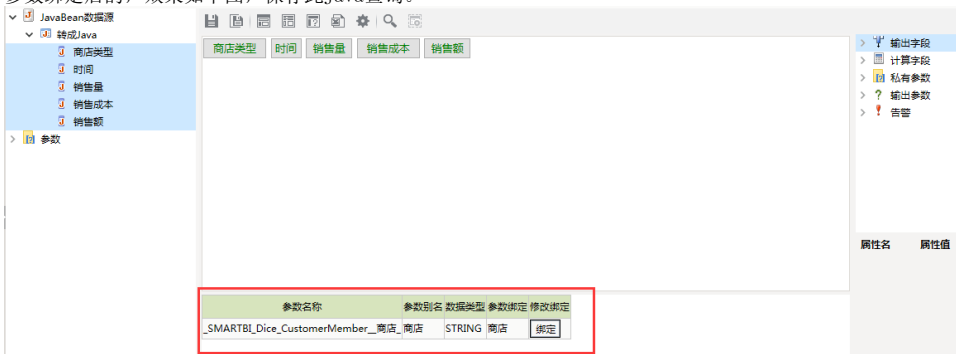 参数绑定后的，效果如下图，保存此Java查询。
JavaBean数据源
转成Java
商店类型
时间
销售量
销售成本
销售额
参数
商店类型 时间 销售量 销售成本 销售额
输出字段
计算字段
私有参数
输出参数
告警
属性名 属性值
参数名称 参数别名 数据类型 参数绑定 修改绑定
_SMARTBI_Dice_CustomerMember__商店_ 商店 STRING 商店 绑定